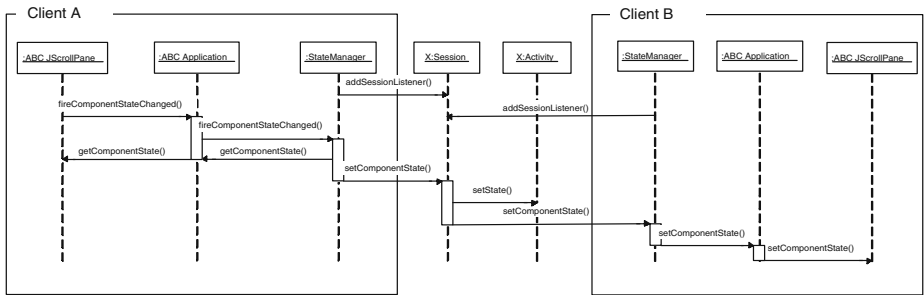 Client A
Client B
:ABC JScrollPane
:ABC Application
:StateManager
X:Session
X:Activity
:StateManager
:ABC Application
:ABC JScrollPane
addSessionListener()
fireComponentStateChanged()
addSessionListener()
fireComponentStateChanged()
getComponentState()
getComponentState()
setComponentState()
setState()
setComponentState()
setComponentState()
setComponentState()